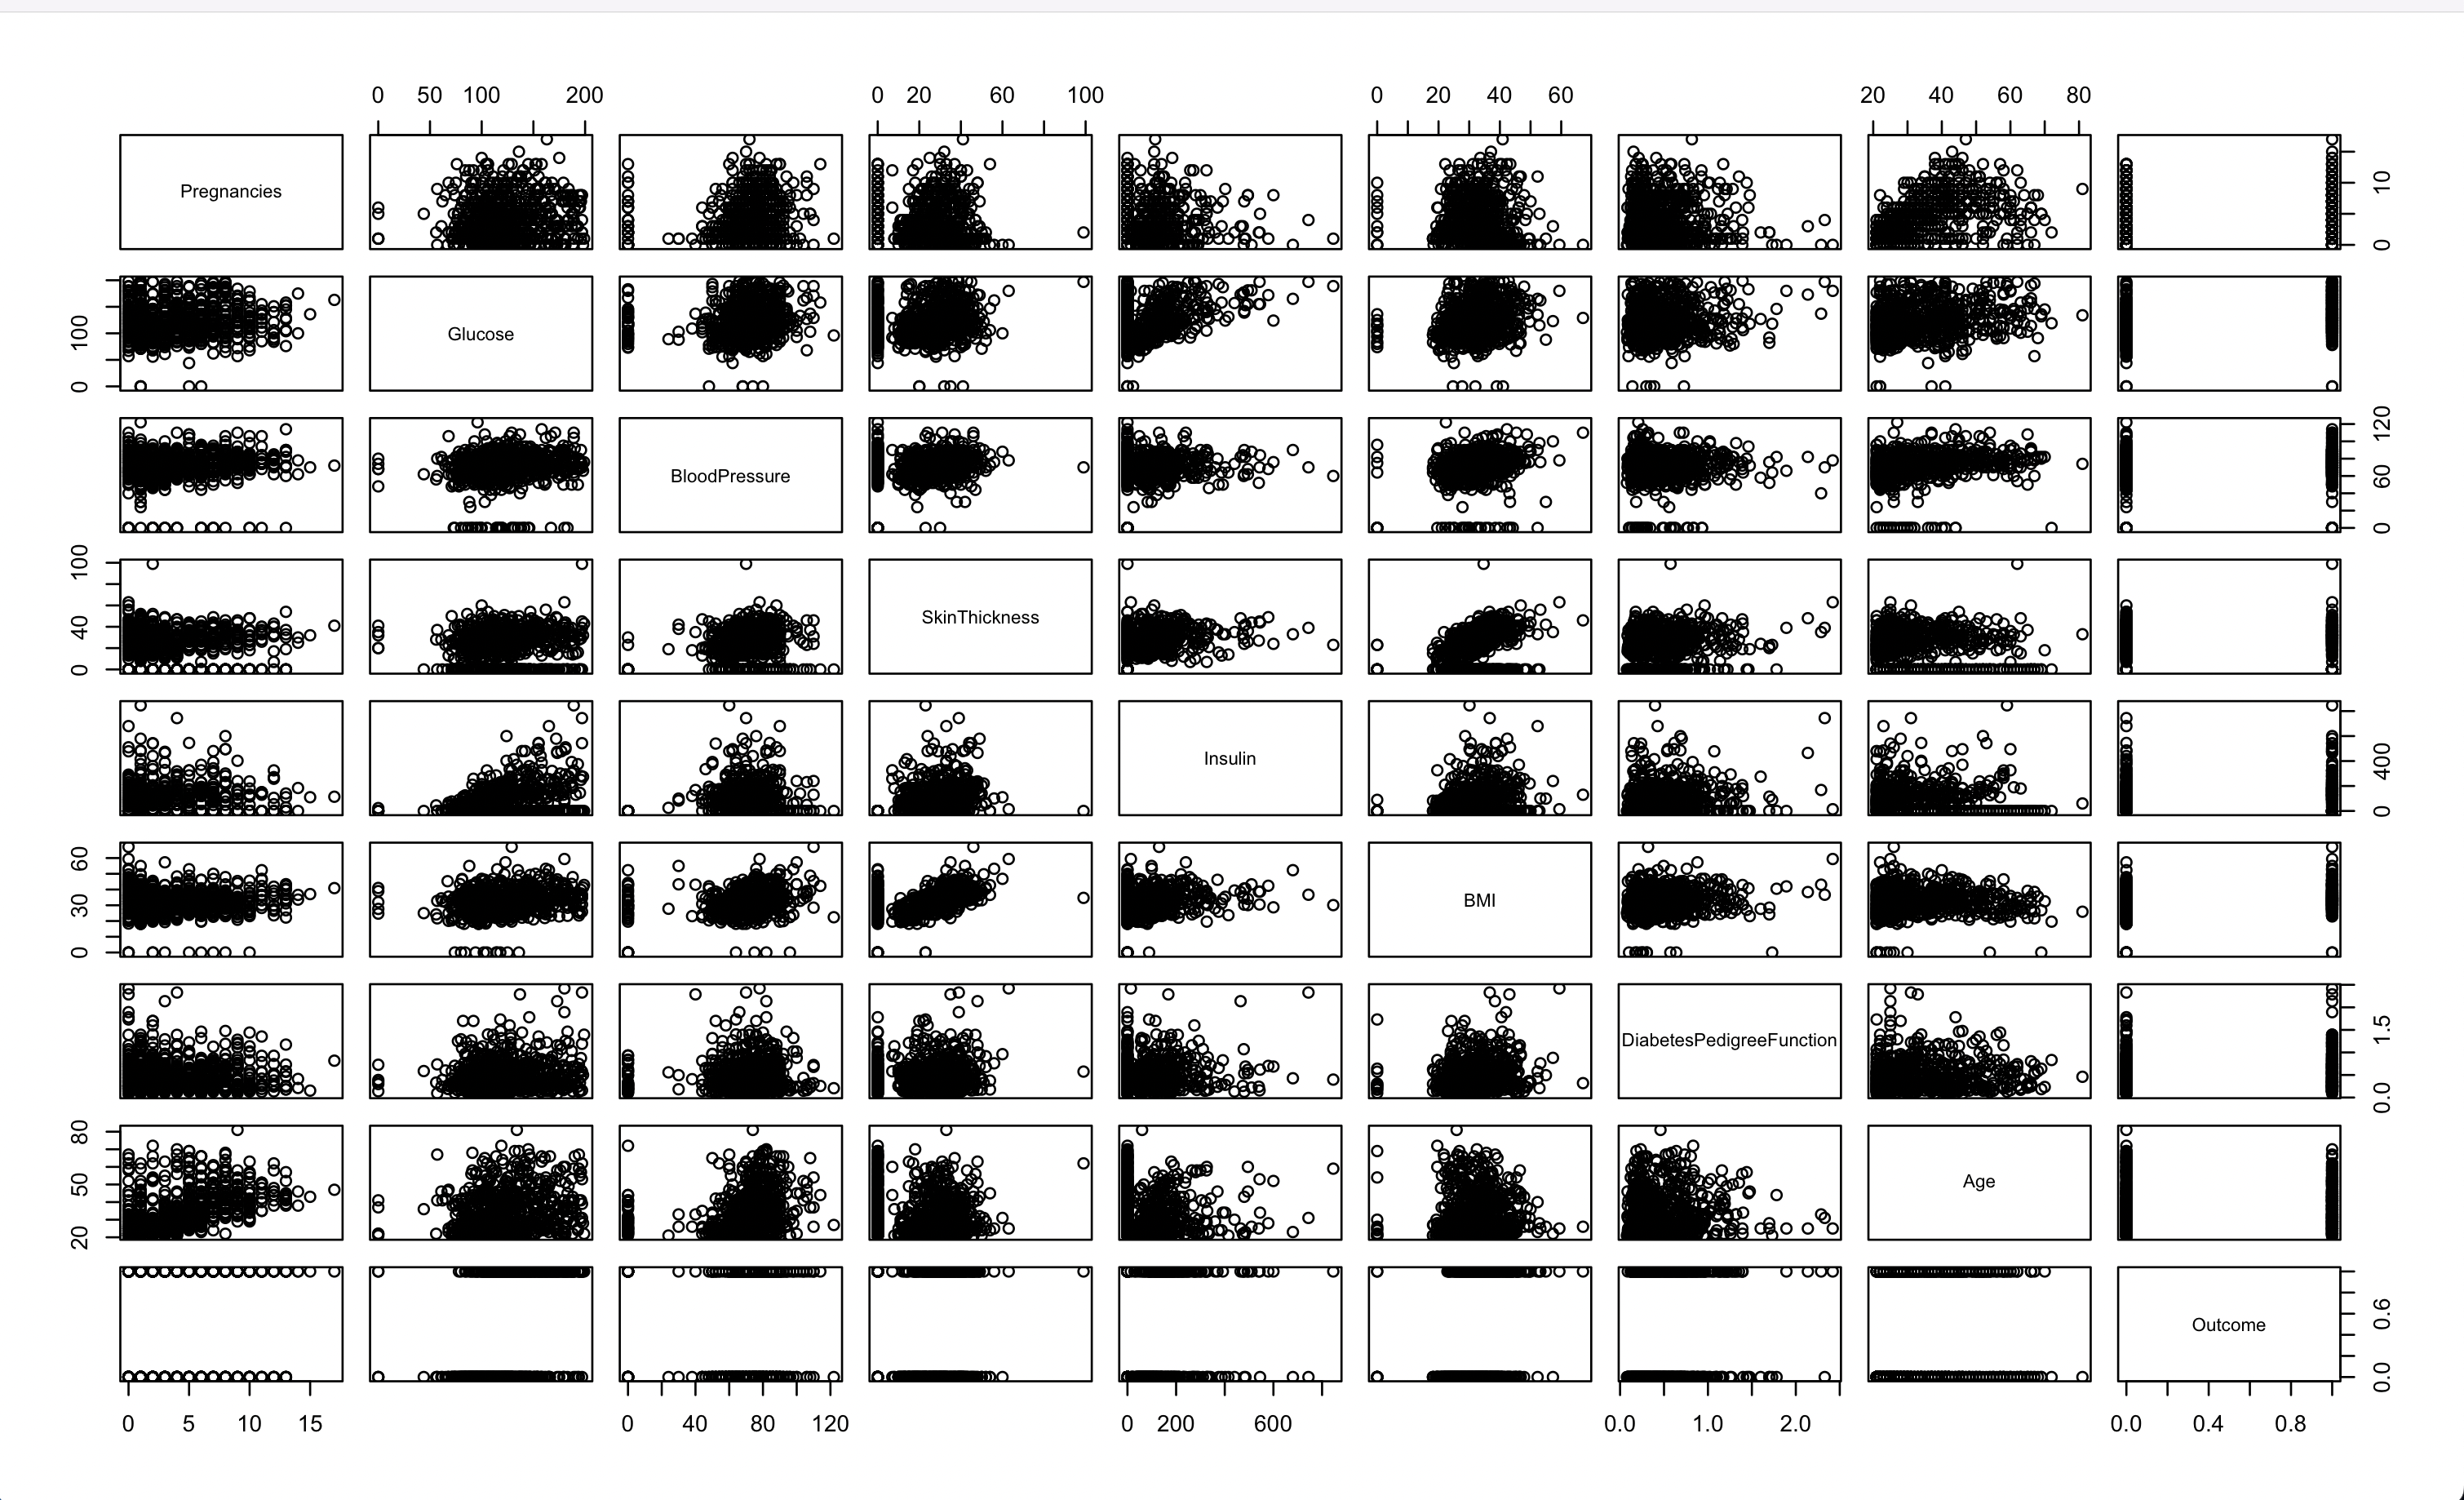 0 50 100 200 0 20 60 100 0 20 40 60 20 40 60 80
Pregnancies
0 10
Glucose
0 100
BloodPressure
0 60 120
SkinThickness
0 40 100
Insulin
0 400
BMI
0 30 60
DiabetesPedigreeFunction
0.0 1.5
Age
20 50 80
Outcome
0.0 0.6
0 5 10 15 0 40 80 120 0 200 600 0.0 1.0 2.0 0.0 0.4 0.8